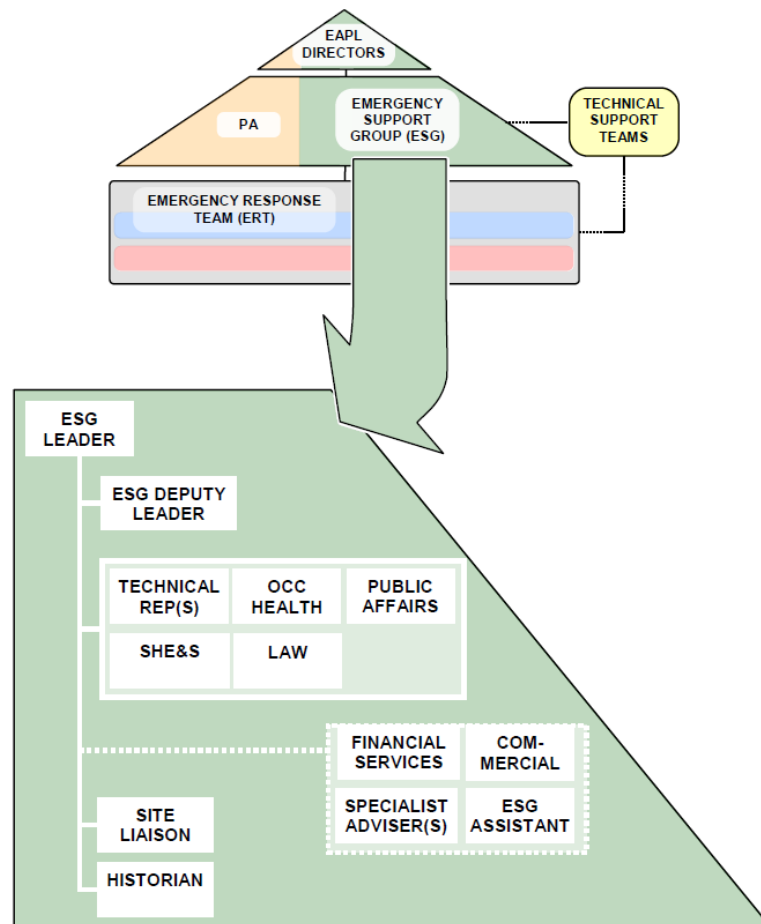 EAPL
DIRECTORS
PA
EMERGENCY
SUPPORT
GROUP (ESG)
TECHNICAL
SUPPORT
TEAMS
EMERGENCY RESPONSE
TEAM (ERT)
ESG
LEADER
ESG DEPUTY
LEADER
TECHNICAL
REP(S)
OCC
HEALTH
PUBLIC
AFFAIRS
SHE&S
LAW
FINANCIAL
SERVICES
COM-
MERCIAL
SPECIALIST
ADVISER(S)
ESG
ASSISTANT
SITE
LIAISON
HISTORIAN